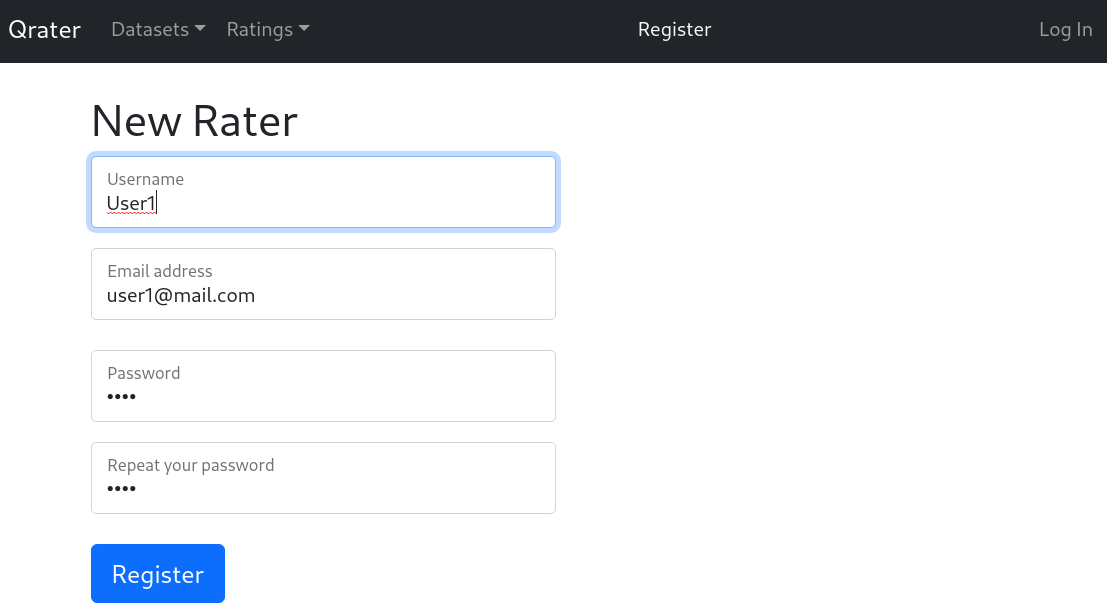 Qrater Datasets Ratings Register Log In
New Rater
Username
User1
Email address
user1@mail.com
Password
••••
Repeat your password
••••
Register